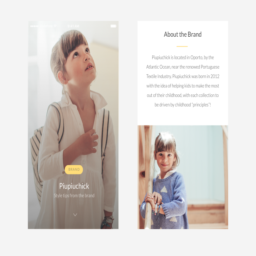 Piupiuchick
About the Brand
Piupiuchick is located in Oporto, by the
Atlantic Ocean, near the renowned Portuguese
Textile Industry. Piupiuchick was born in 2012
with the idea of helping kids to make the most
out of their childhood, with each collection to
be driven by childhood "principles"!